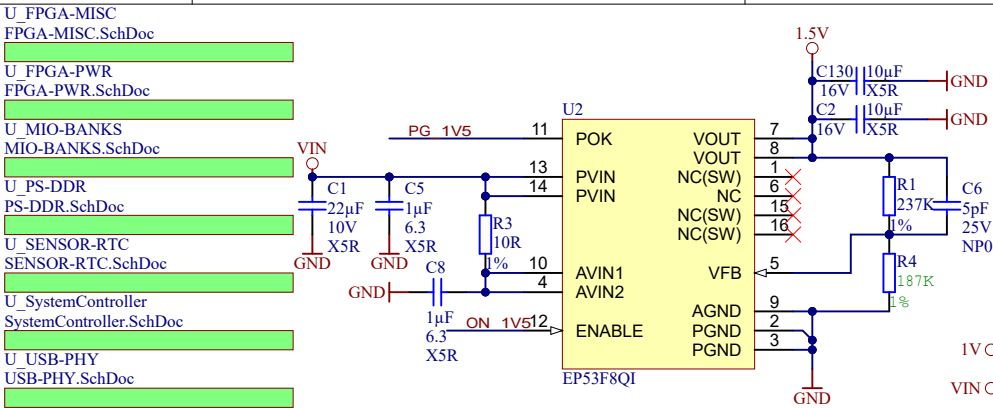 U_FPGA-MISC
FPGA-MISC.SchDoc
U_FPGA-PWR
FPGA-PWR.SchDoc
U_MIO-BANKS
MIO-BANKS.SchDoc
U_PS-DDR
PS-DDR.SchDoc
U_SENSOR-RTC
SENSOR-RTC.SchDoc
U_SystemController
SystemController.SchDoc
U_USB-PHY
USB-PHY.SchDoc
VIN
C1
22µF
10V
X5R
GND
C5
1µF
6.3
X5R
GND
R3
10R
1%
GND
C8
1µF
6.3
X5R
PG_1V5
ON_1V5
U2
11 POK
13 PVIN
14 PVIN
10 AVIN1
4 AVIN2
12 ENABLE
VOUT 7
VOUT 8
NC(SW) 1
NC 6
NC(SW) 15
NC(SW) 16
VFB 5
AGND 9
PGND 2
PGND 3
EP53F8QI
1.5V
C130 10µF
16V X5R
GND
C2 10µF
16V X5R
GND
R1
237K
1%
C6
5pF
25V
NP0
R4
187K
1%
GND
1V
VIN